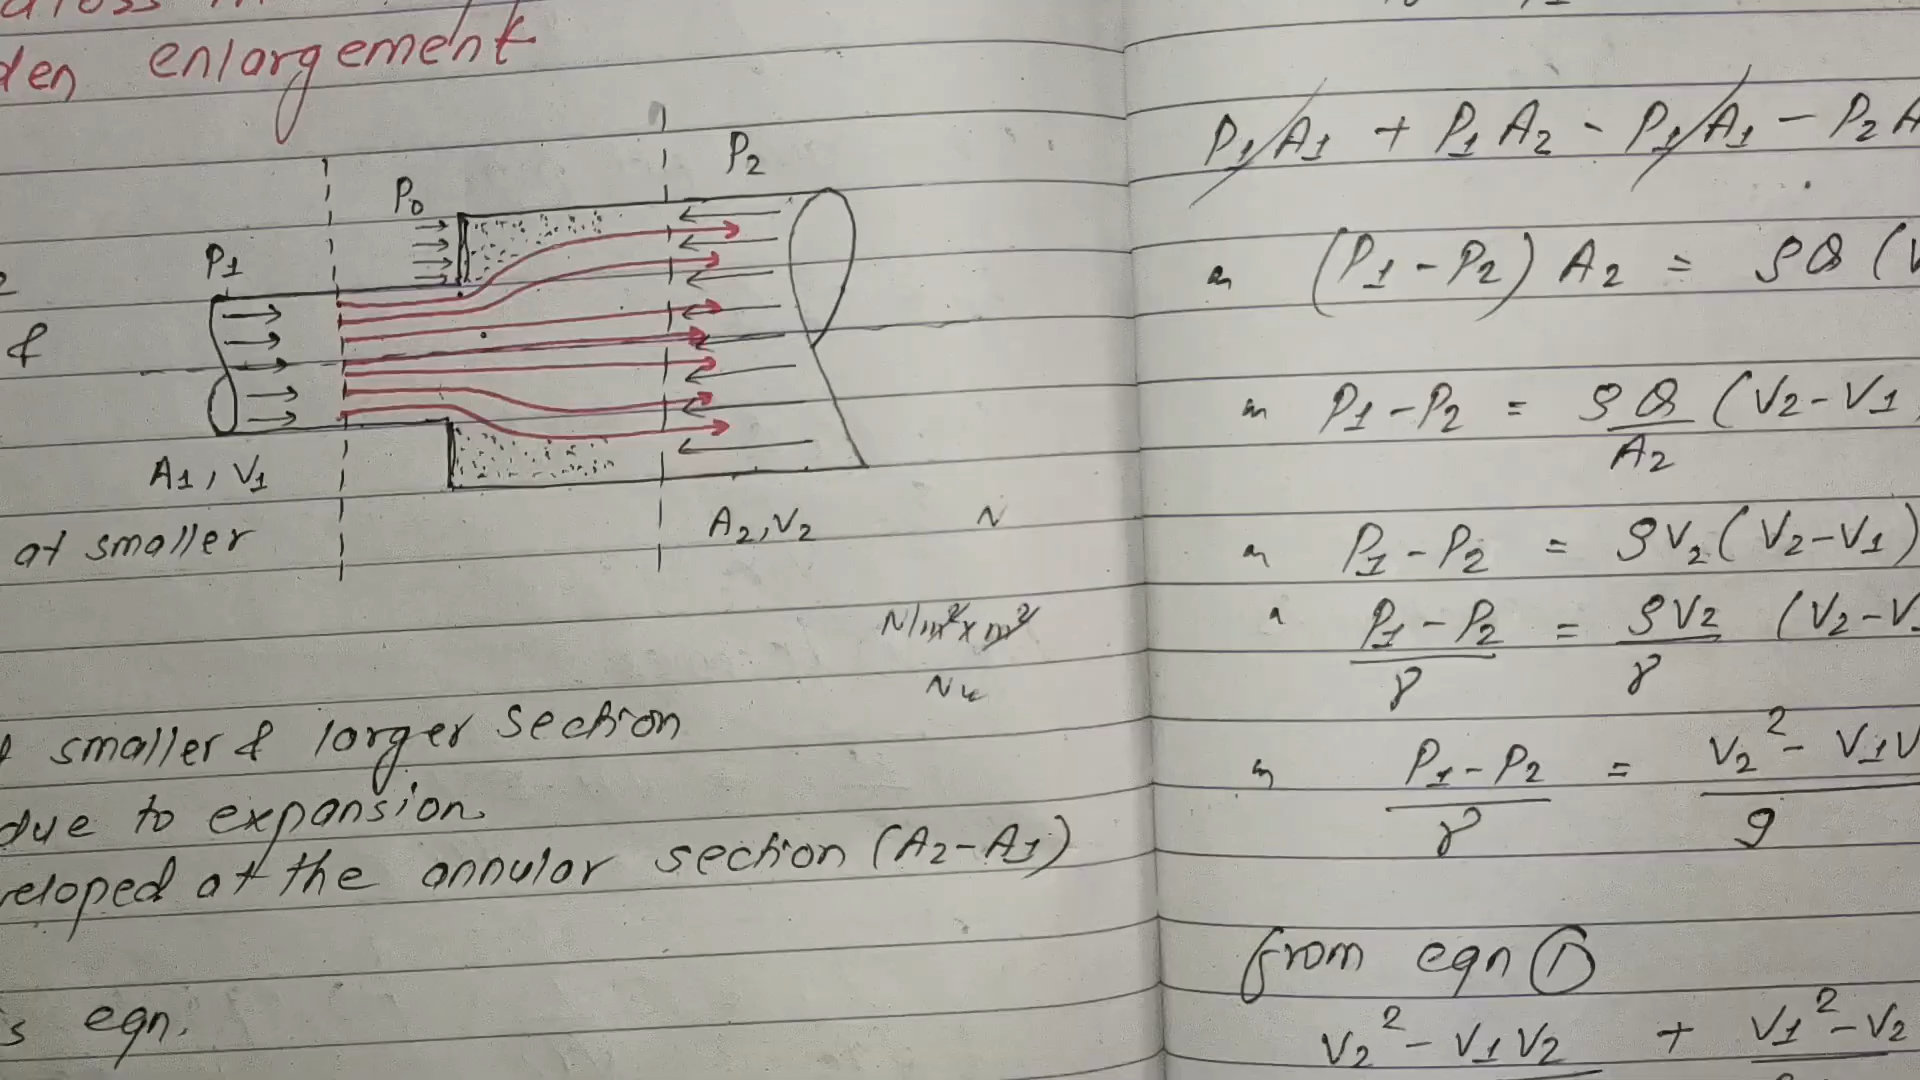 enlargement
P2
P0
P1
&
A1, V1
A2, V2
N
at smaller
N/m² x m²
smaller & larger section
due to expansion.
at the annular section (A2-A1)
eqn.
P1A1 + P1A2 - P1A1 - P2A
(P1-P2) A2 = ρQ (
P1-P2 = ρQ/A2 (V2-V1
P1-P2 = ρV2 (V2-V1)
P1-P2/γ = ρV2/γ (V2-V
P1-P2/γ = V2² - V1V/g
from eqn ①
V2² - V1V2 + V1² - V2